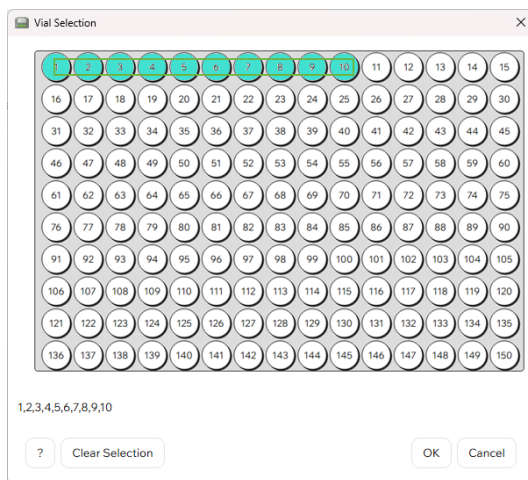 Vial Selection
1 2 3 4 5 6 7 8 9 10 11 12 13 14 15
16 17 18 19 20 21 22 23 24 25 26 27 28 29 30
31 32 33 34 35 36 37 38 39 40 41 42 43 44 45
46 47 48 49 50 51 52 53 54 55 56 57 58 59 60
61 62 63 64 65 66 67 68 69 70 71 72 73 74 75
76 77 78 79 80 81 82 83 84 85 86 87 88 89 90
91 92 93 94 95 96 97 98 99 100 101 102 103 104 105
106 107 108 109 110 111 112 113 114 115 116 117 118 119 120
121 122 123 124 125 126 127 128 129 130 131 132 133 134 135
136 137 138 139 140 141 142 143 144 145 146 147 148 149 150
1,2,3,4,5,6,7,8,9,10
? Clear Selection OK Cancel